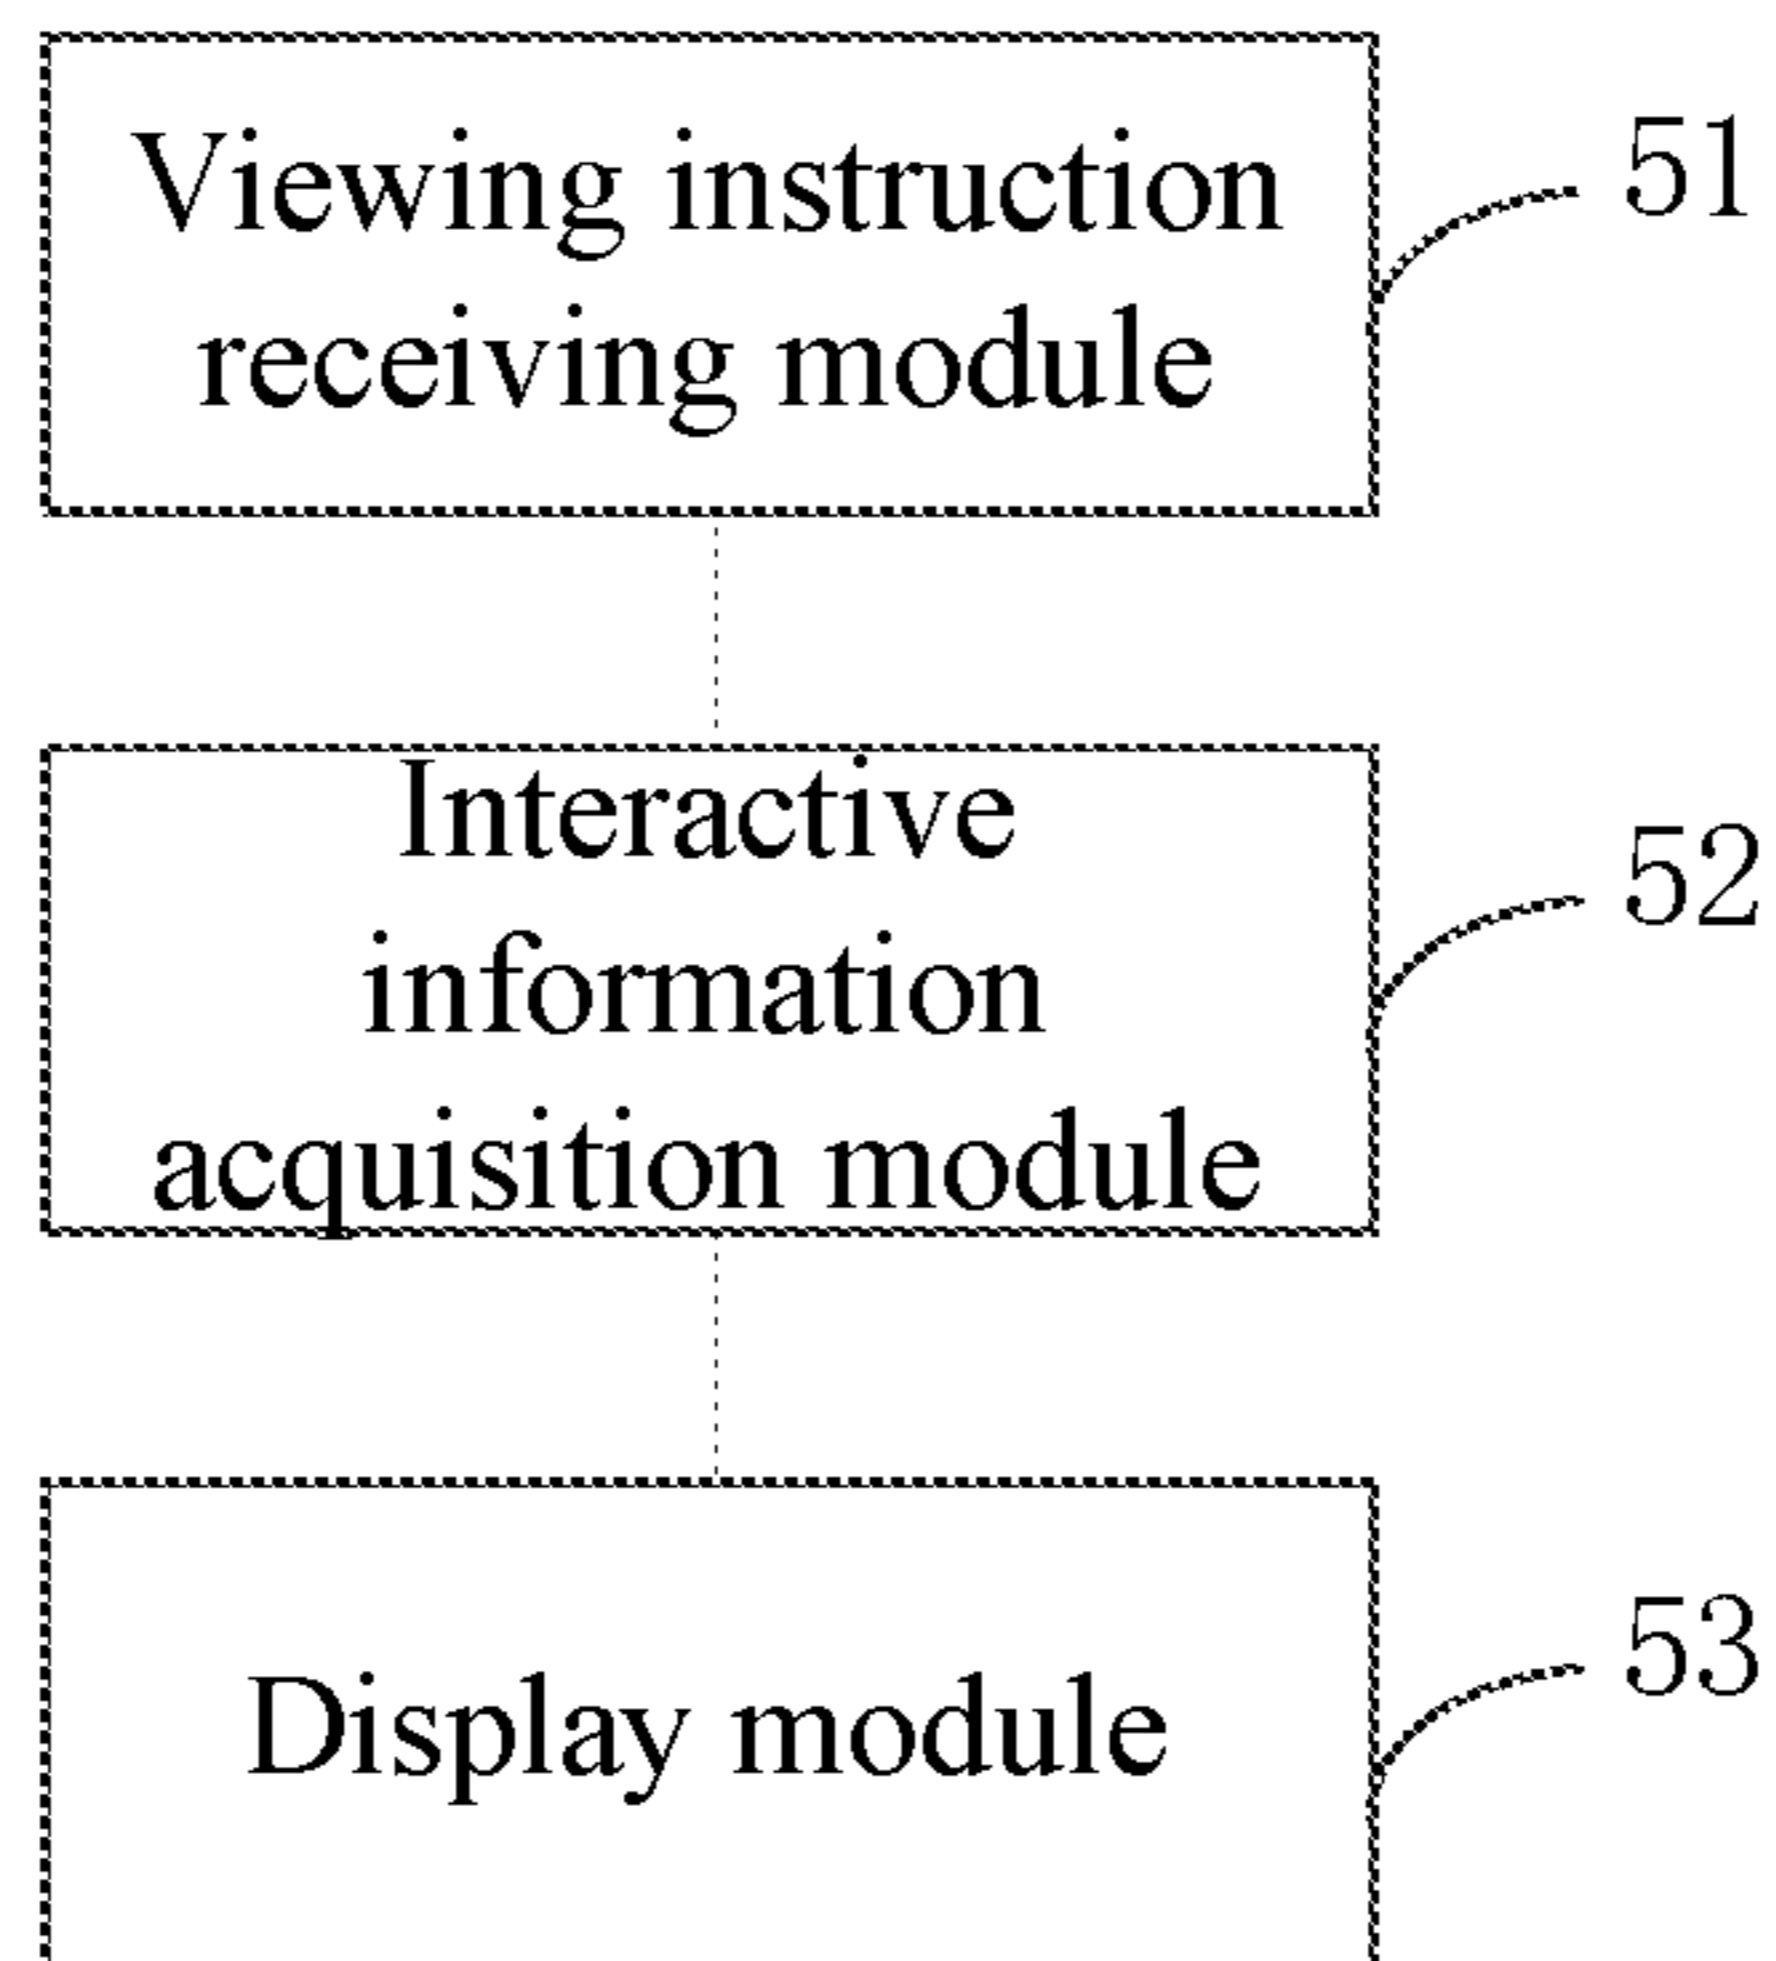 Viewing instruction
receiving module
51
Interactive
information
acquisition module
52
Display module
53